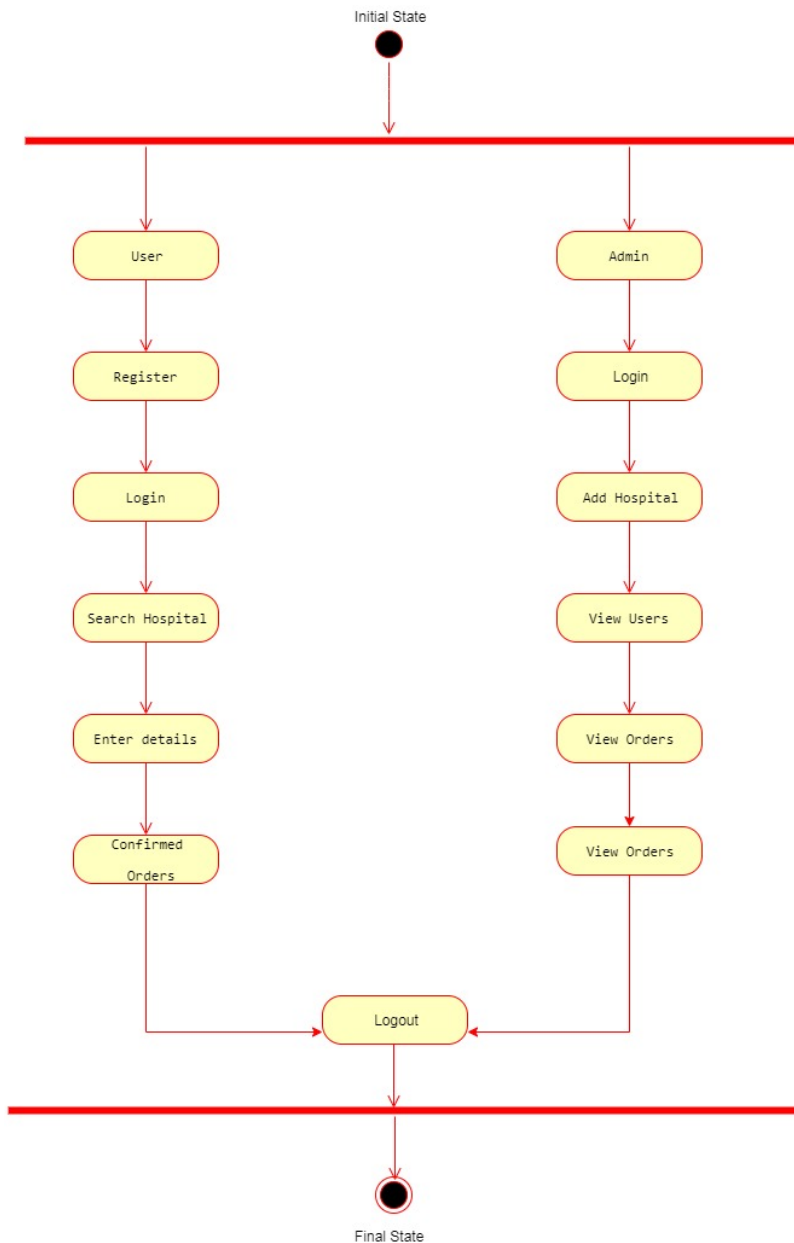 Initial State
User
Admin
Register
Login
Login
Add Hospital
Search Hospital
View Users
Enter details
View Orders
Confirmed
Orders
View Orders
Logout
Final State